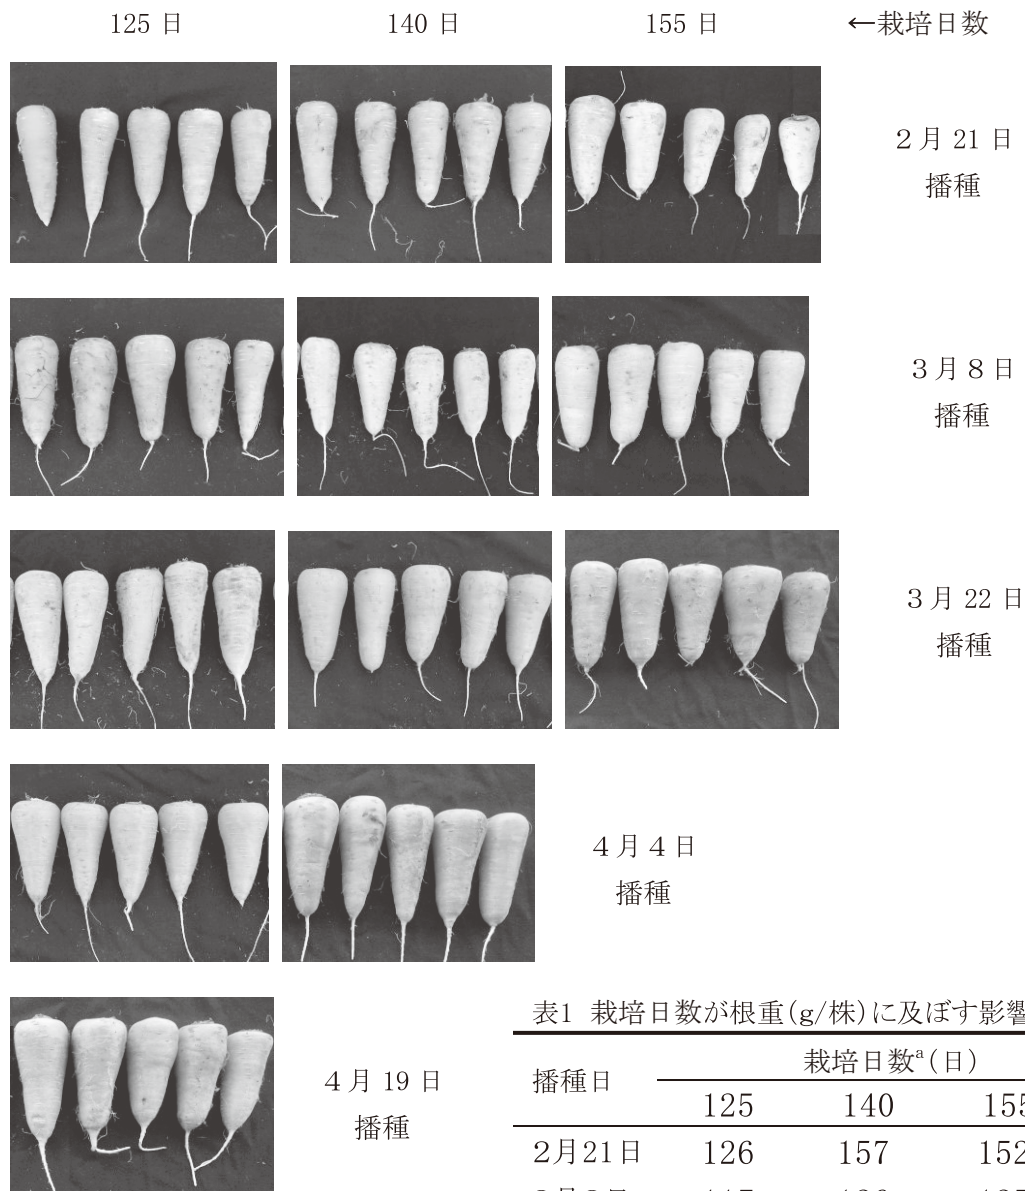 125 日 140 日 155 日 ←栽培日数
2月 21 日
播種
3月8日
播種
3月 22 日
播種
4月4日
播種
4月 19 日
播種
表1 栽培日数が根重(g/株)に及ぼす影響
播種日 栽培日数a(日)
125 140 155
2月21日 126 157 152